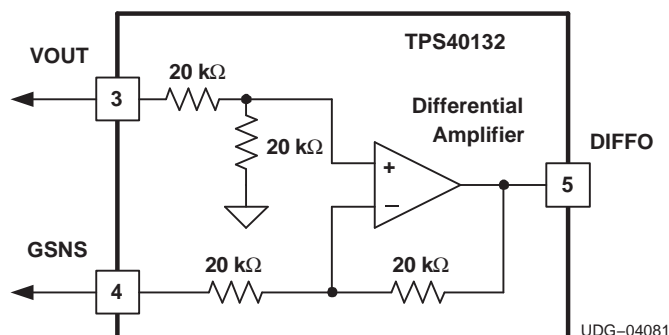 TPS40132
VOUT
3
20 kΩ
20 kΩ
Differential
Amplifier
DIFFO
+
−
5
GSNS
4
20 kΩ
20 kΩ
UDG−04081